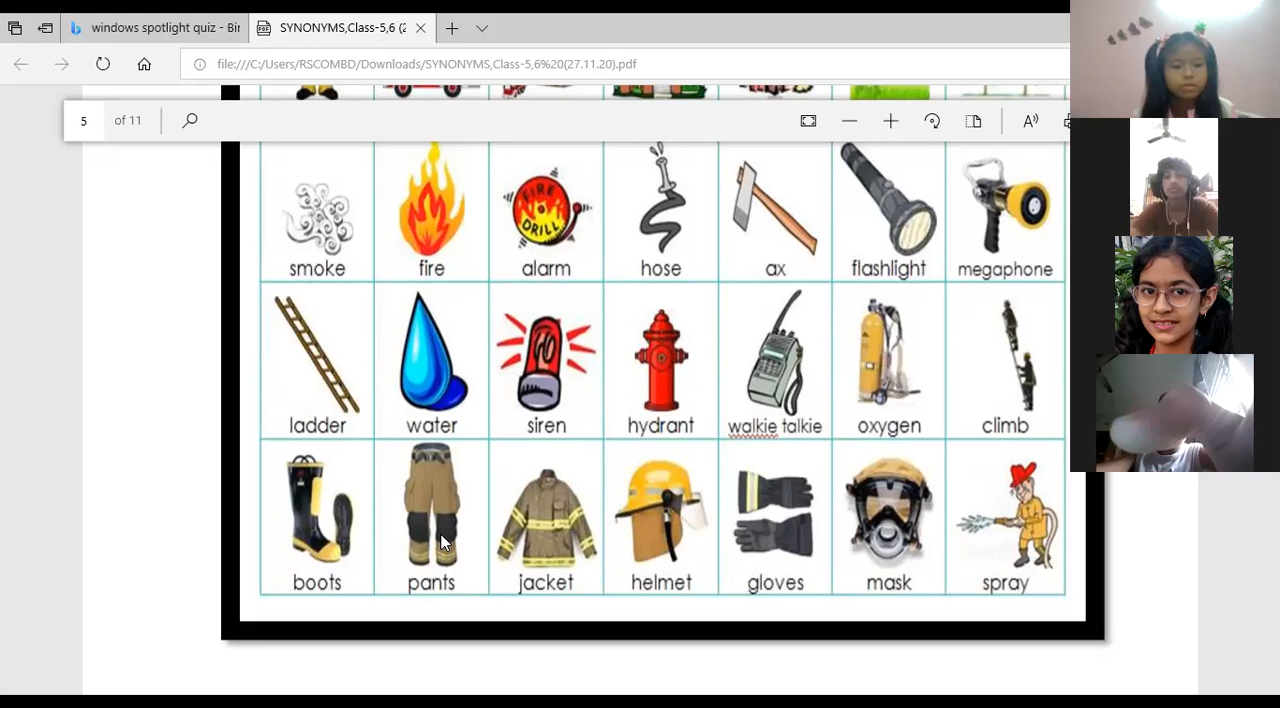 windows spotlight quiz - Bir
SYNONYMS,Class-5,6 (2
file:///C:/Users/RSCOMBD/Downloads/SYNONYMS,Class-5,6%20(27.11.20).pdf
5 of 11
FIRE
DRILL
smoke fire alarm hose ax flashlight megaphone
ladder water siren hydrant walkie talkie oxygen climb
boots pants jacket helmet gloves mask spray